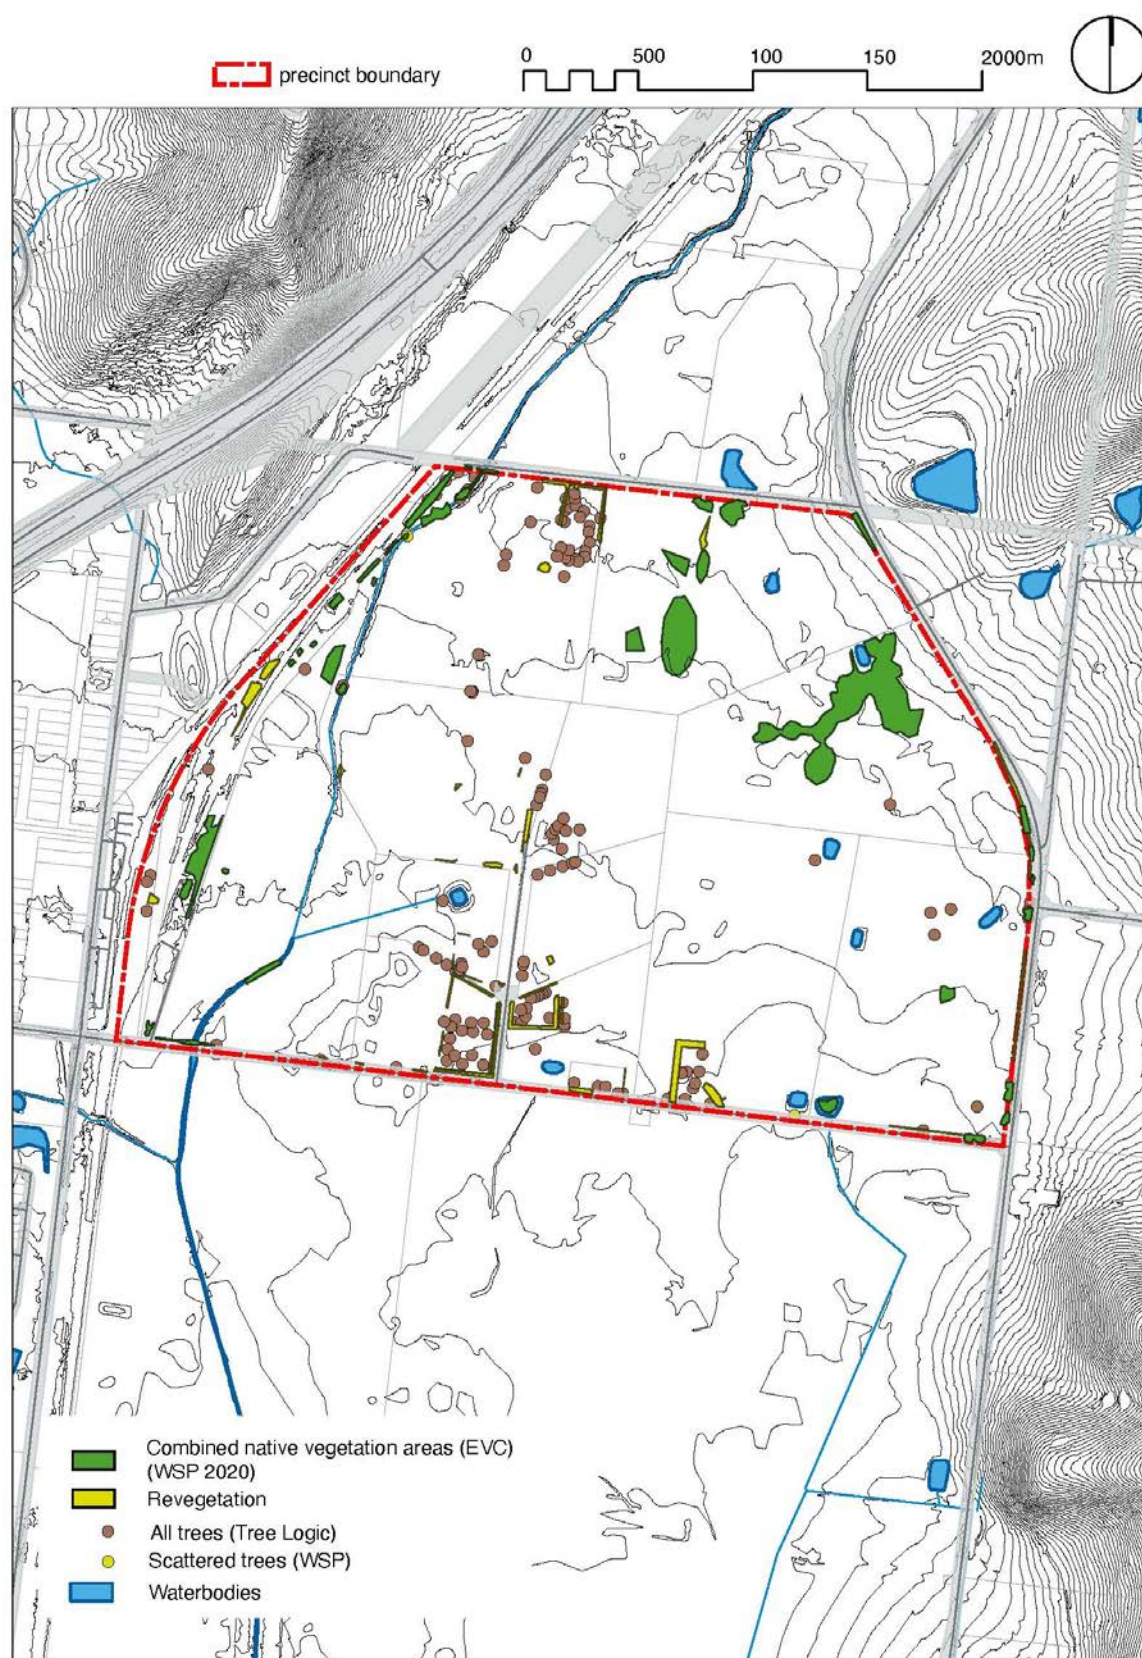 0 500 100 150 2000m
precinct boundary
Combined native vegetation areas (EVC)
(WSP 2020)
Revegetation
All trees (Tree Logic)
Scattered trees (WSP)
Waterbodies